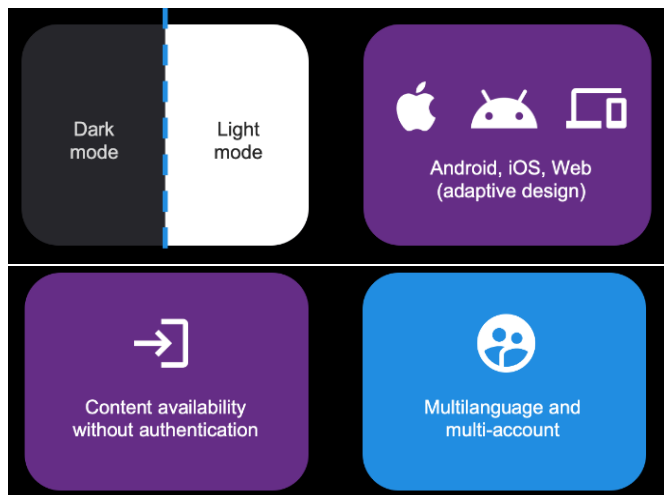 Dark
mode
Light
mode
Android, iOS, Web
(adaptive design)
Content availability
without authentication
Multilanguage and
multi-account